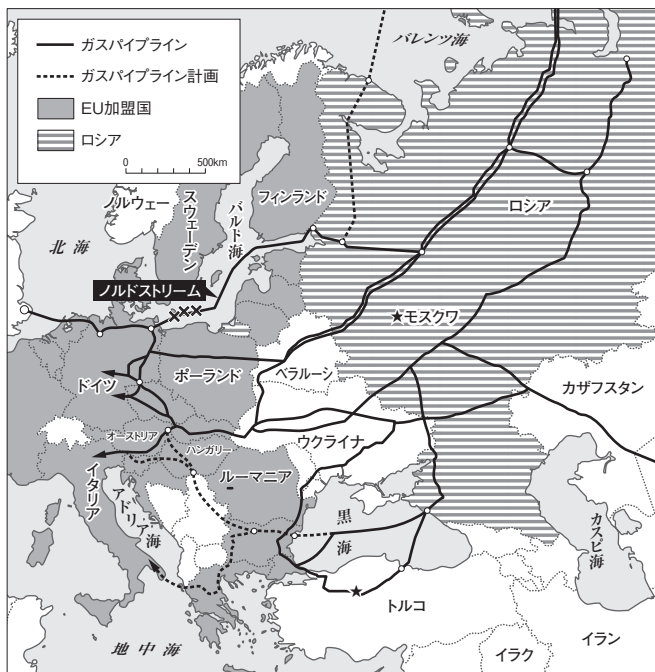 ガスパイプライン
ガスパイプライン計画
EU加盟国
ロシア
0
500km
バレンツ海
ノルウェー
スウェーデン
バルト海
フィンランド
ロシア
北海
ノルドストリーム
★モスクワ
ドイツ
ポーランド
ベラルーシ
カザフスタン
オーストリア
ハンガリー
ウクライナ
イタリア
アドリア海
ルーマニア
黒海
カスピ海
トルコ
地中海
イラク
イラン